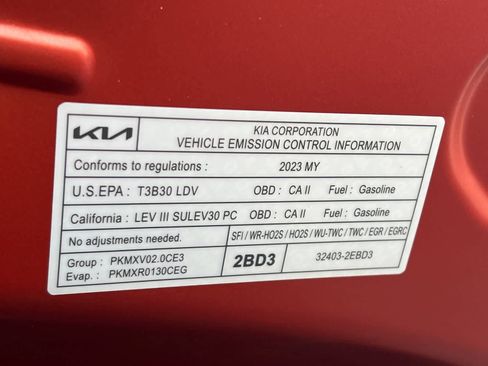 KIA
KIA CORPORATION
VEHICLE EMISSION CONTROL INFORMATION
Conforms to regulations : 2023 MY
U.S.EPA : T3B30 LDV OBD : CA II Fuel : Gasoline
California : LEV III SULEV30 PC OBD : CA II Fuel : Gasoline
No adjustments needed. SFI / WR-HO2S / HO2S / WU-TWC / TWC / EGR / EGRC
Group : PKMXV02.0CE3
Evap. : PKMXR0130CEG
2BD3
32403-2EBD3